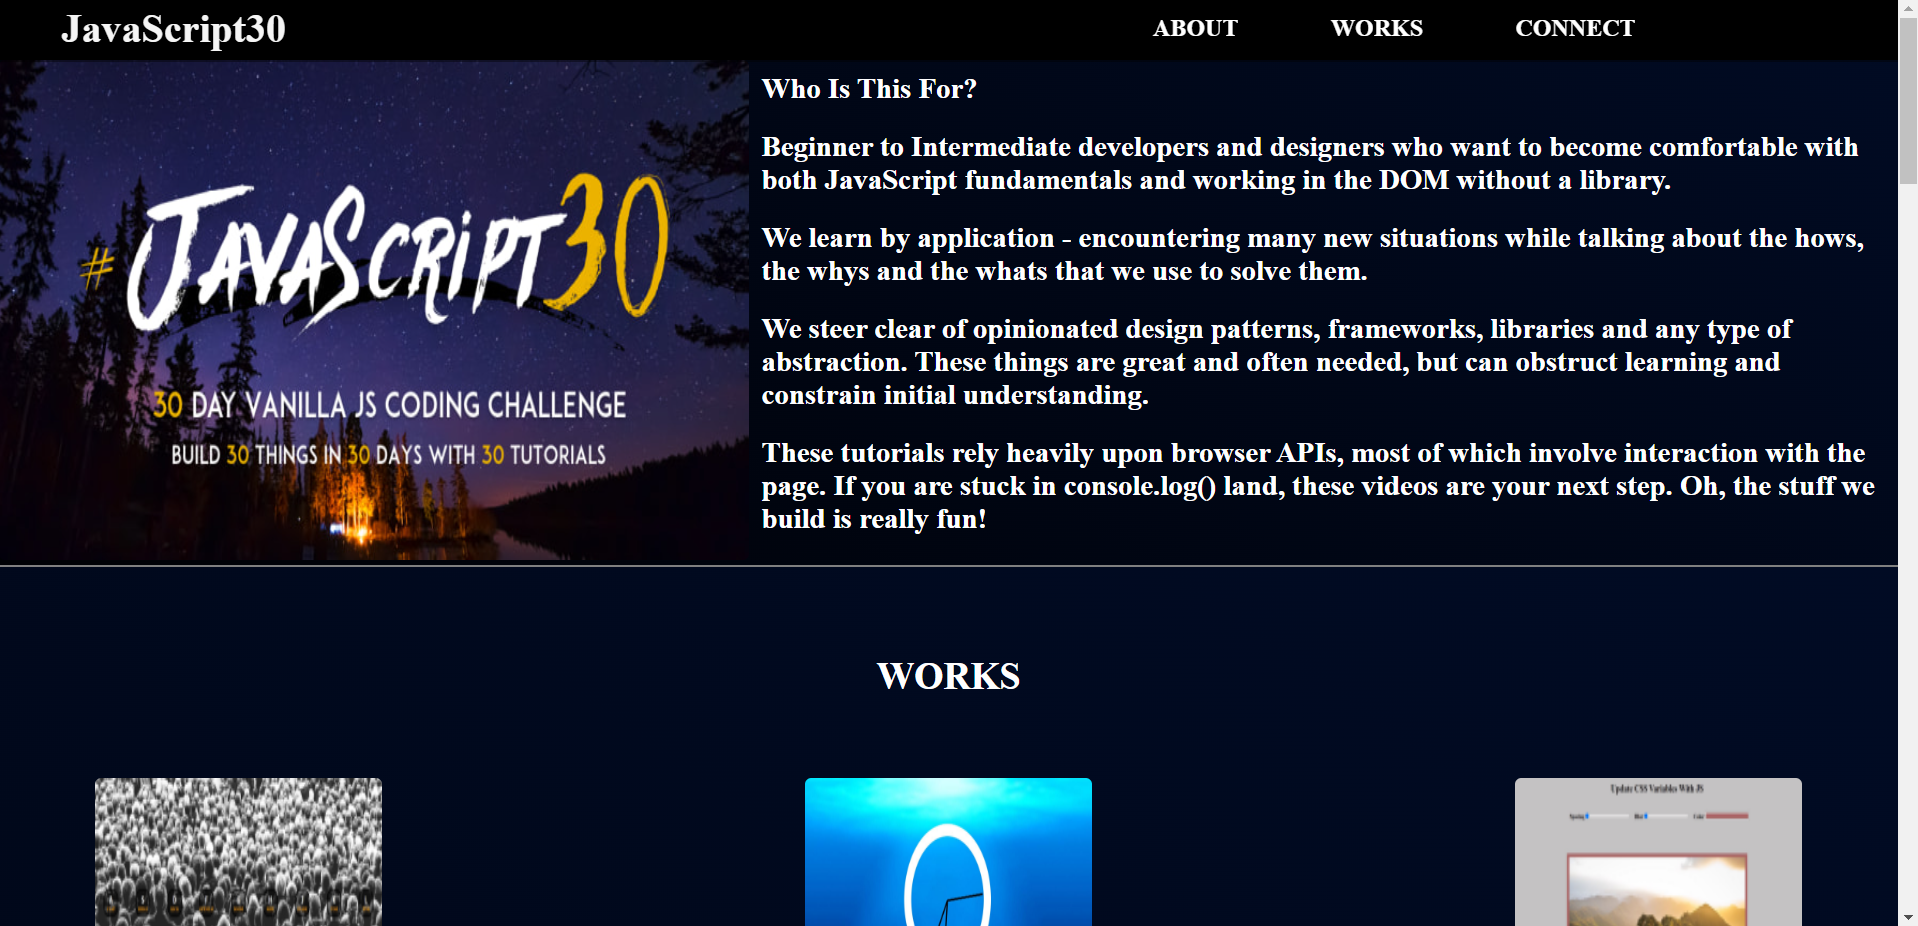 JavaScript30
ABOUT WORKS CONNECT
#JavaScript30
30 DAY VANILLA JS CODING CHALLENGE
BUILD 30 THINGS IN 30 DAYS WITH 30 TUTORIALS
Who Is This For?
Beginner to Intermediate developers and designers who want to become comfortable with
both JavaScript fundamentals and working in the DOM without a library.
We learn by application - encountering many new situations while talking about the hows,
the whys and the whats that we use to solve them.
We steer clear of opinionated design patterns, frameworks, libraries and any type of
abstraction. These things are great and often needed, but can obstruct learning and
constrain initial understanding.
These tutorials rely heavily upon browser APIs, most of which involve interaction with the
page. If you are stuck in console.log() land, these videos are your next step. Oh, the stuff we
build is really fun!
WORKS
Update CSS Variables With JS
Spacing Blur Color